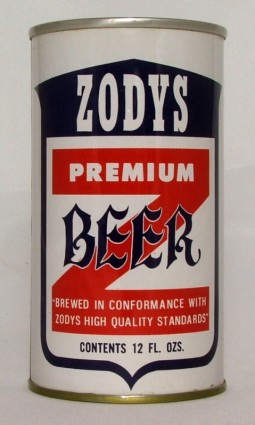 ZODYS
PREMIUM
BEER
"BREWED IN CONFORMANCE WITH
ZODYS HIGH QUALITY STANDARDS"
CONTENTS 12 FL. OZS.